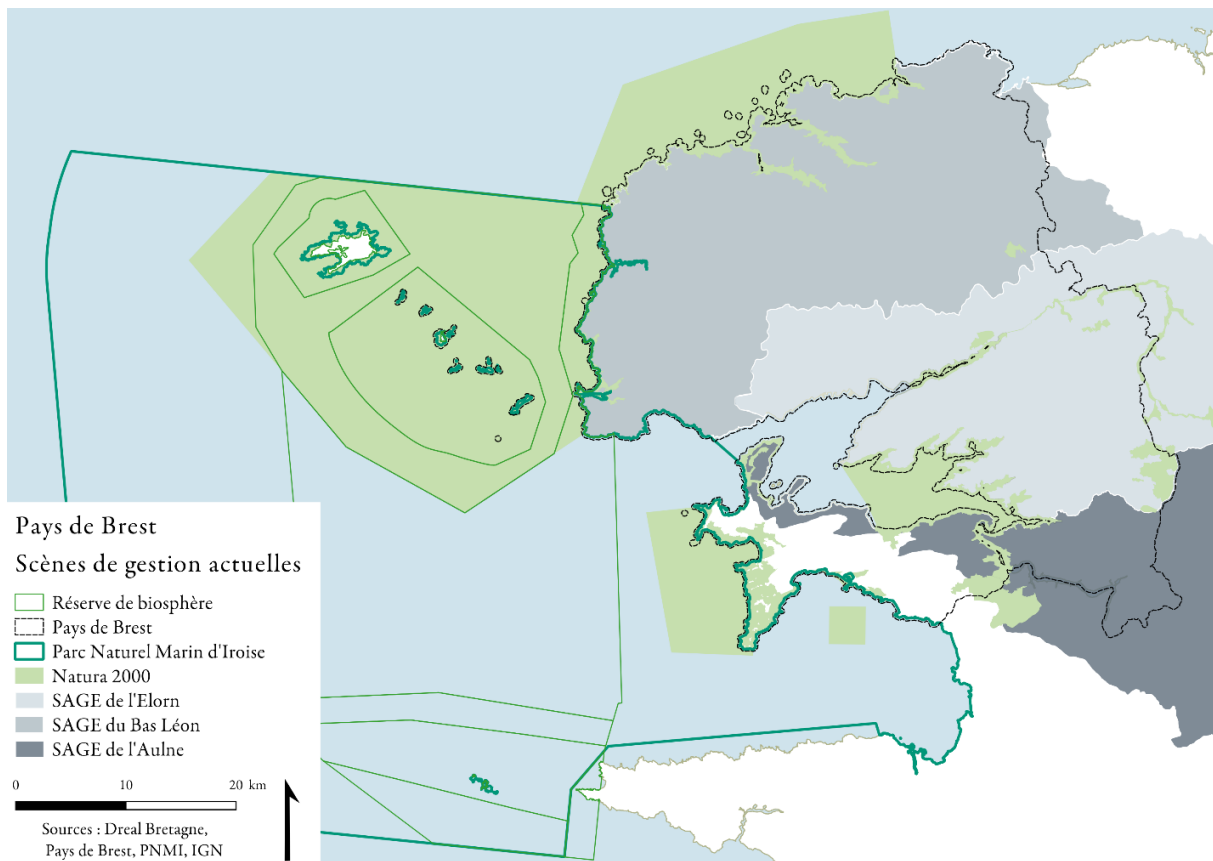 Pays de Brest
Scènes de gestion actuelles
Réserve de biosphère
Pays de Brest
Parc Naturel Marin d'Iroise
Natura 2000
SAGE de l'Elorn
SAGE du Bas Léon
SAGE de l'Aulne
0 10 20 km
Sources : Dreal Bretagne,
Pays de Brest, PNMI, IGN